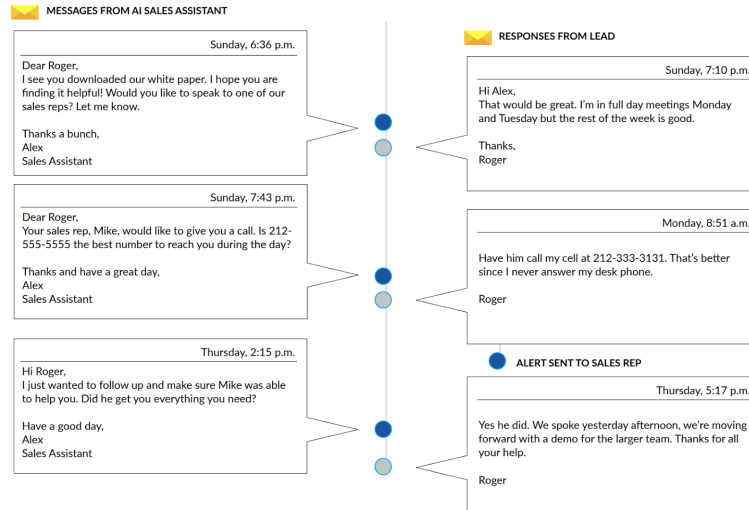 MESSAGES FROM AI SALES ASSISTANT
Sunday, 6:36 p.m.
Dear Roger,
I see you downloaded our white paper. I hope you are
finding it helpful! Would you like to speak to one of our
sales reps? Let me know.
Thanks a bunch,
Alex
Sales Assistant
RESPONSES FROM LEAD
Sunday, 7:10 p.m.
Hi Alex,
That would be great. I'm in full day meetings Monday
and Tuesday but the rest of the week is good.
Thanks,
Roger
Sunday, 7:43 p.m.
Dear Roger,
Your sales rep, Mike, would like to give you a call. Is 212-
555-5555 the best number to reach you during the day?
Thanks and have a great day,
Alex
Sales Assistant
Monday, 8:51 a.m.
Have him call my cell at 212-333-3131. That's better
since I never answer my desk phone.
Roger
ALERT SENT TO SALES REP
Thursday, 2:15 p.m.
Hi Roger,
I just wanted to follow up and make sure Mike was able
to help you. Did he get you everything you need?
Have a good day,
Alex
Sales Assistant
Thursday, 5:17 p.m.
Yes he did. We spoke yesterday afternoon, we're moving
forward with a demo for the larger team. Thanks for all
your help.
Roger